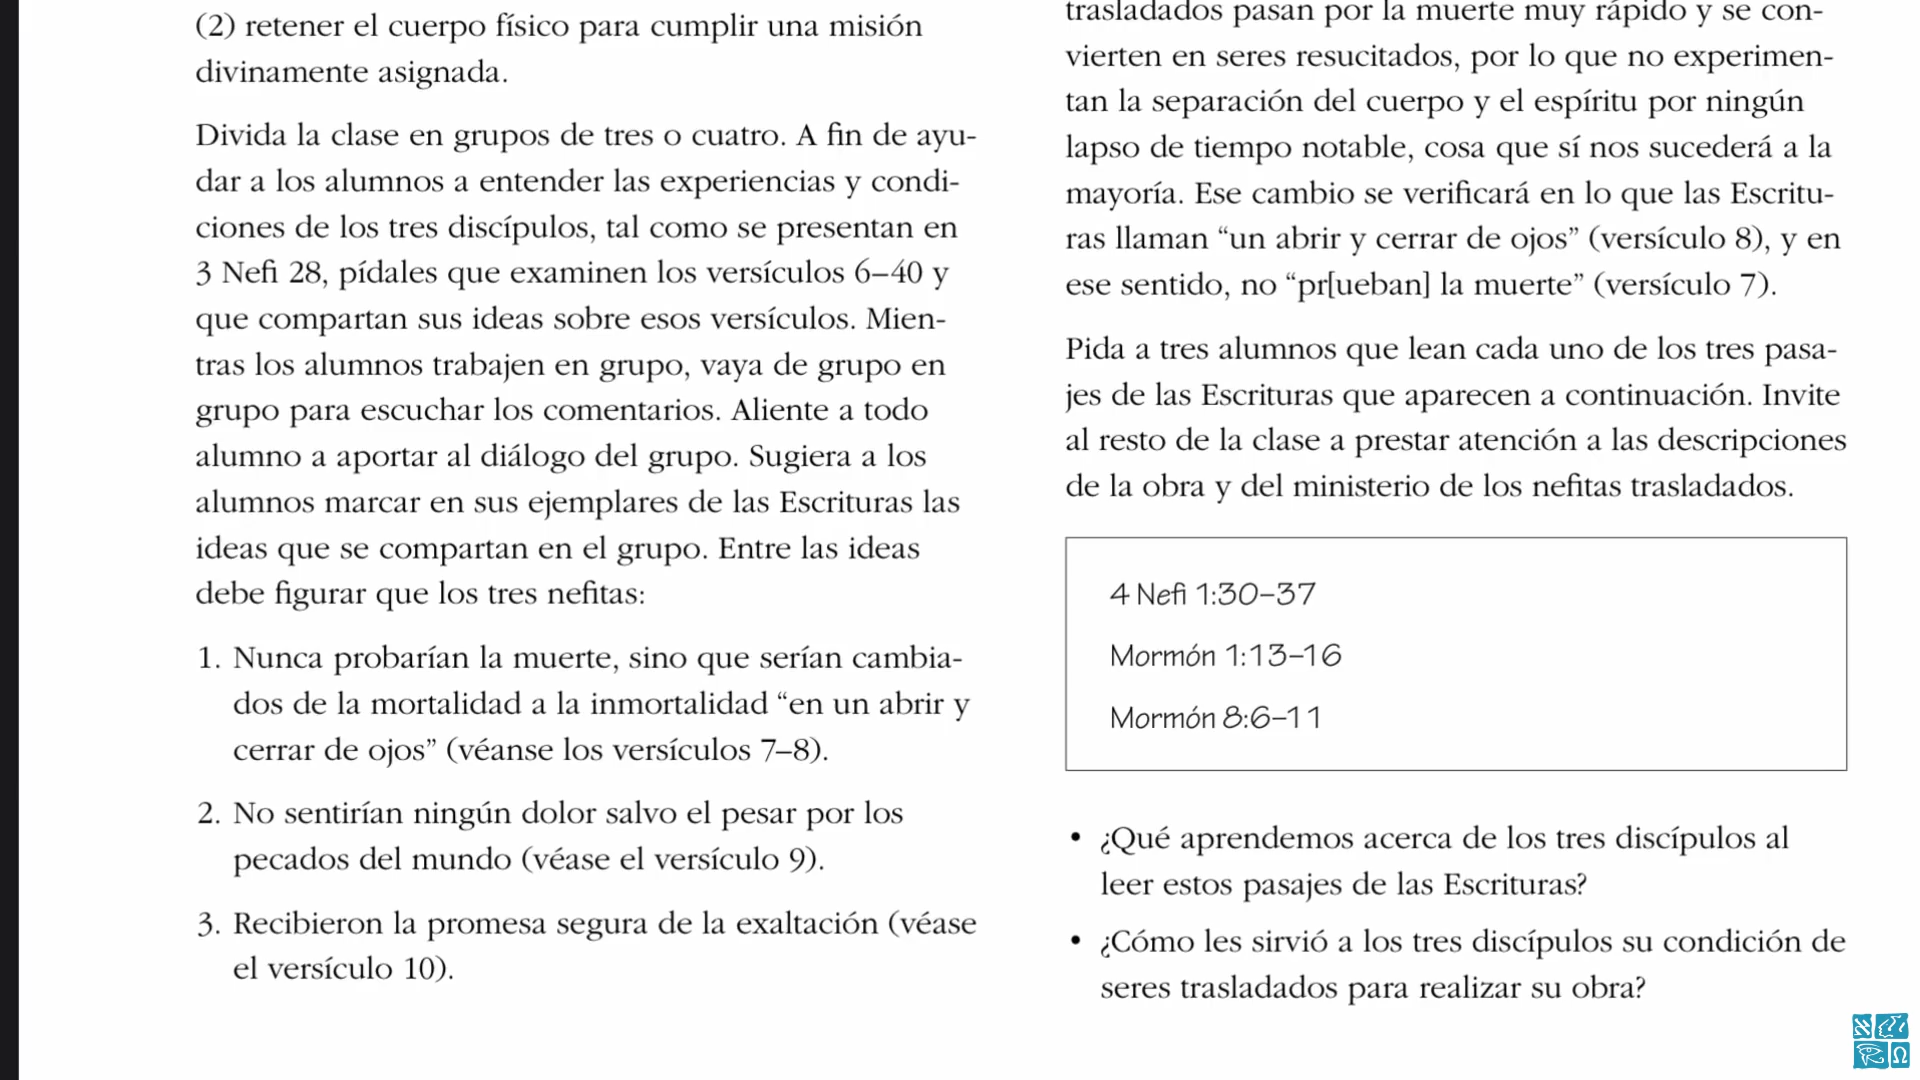 (2) retener el cuerpo físico para cumplir una misión
divinamente asignada.
Divida la clase en grupos de tres o cuatro. A fin de ayu-
dar a los alumnos a entender las experiencias y condi-
ciones de los tres discípulos, tal como se presentan en
3 Nefi 28, pídales que examinen los versículos 6–40 y
que compartan sus ideas sobre esos versículos. Mien-
tras los alumnos trabajen en grupo, vaya de grupo en
grupo para escuchar los comentarios. Aliente a todo
alumno a aportar al diálogo del grupo. Sugiera a los
alumnos marcar en sus ejemplares de las Escrituras las
ideas que se compartan en el grupo. Entre las ideas
debe figurar que los tres nefitas:
1. Nunca probarían la muerte, sino que serían cambia-
dos de la mortalidad a la inmortalidad “en un abrir y
cerrar de ojos” (véanse los versículos 7–8).
2. No sentirían ningún dolor salvo el pesar por los
pecados del mundo (véase el versículo 9).
3. Recibieron la promesa segura de la exaltación (véase
el versículo 10).
trasladados pasan por la muerte muy rápido y se con-
vierten en seres resucitados, por lo que no experimen-
tan la separación del cuerpo y el espíritu por ningún
lapso de tiempo notable, cosa que sí nos sucederá a la
mayoría. Ese cambio se verificará en lo que las Escritu-
ras llaman “un abrir y cerrar de ojos” (versículo 8), y en
ese sentido, no “pr[ueban] la muerte” (versículo 7).
Pida a tres alumnos que lean cada uno de los tres pasa-
jes de las Escrituras que aparecen a continuación. Invite
al resto de la clase a prestar atención a las descripciones
de la obra y del ministerio de los nefitas trasladados.
4 Nefi 1:30–37
Mormón 1:13–16
Mormón 8:6–11
• ¿Qué aprendemos acerca de los tres discípulos al
leer estos pasajes de las Escrituras?
• ¿Cómo les sirvió a los tres discípulos su condición de
seres trasladados para realizar su obra?